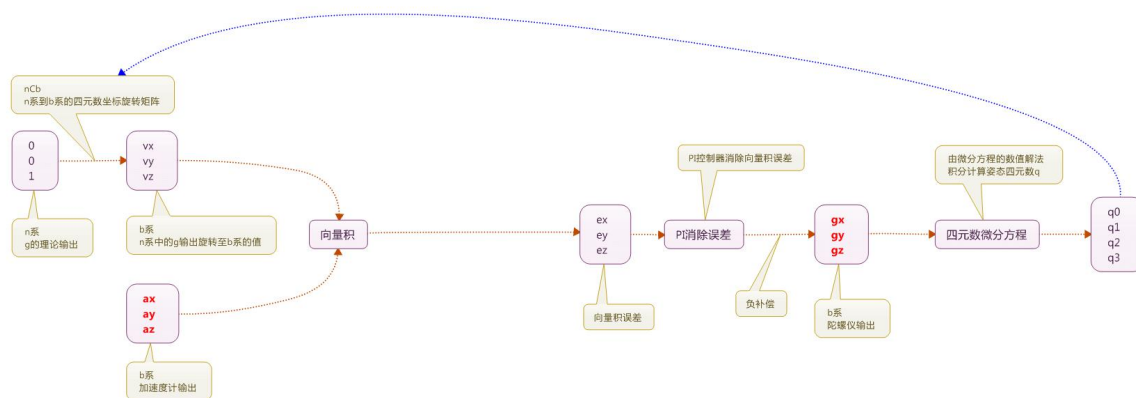 nCb
n系到b系的四元数坐标旋转矩阵
0
0
1
vx
vy
vz
n系
g的理论输出
b系
n系中的g输出旋转至b系的值
ax
ay
az
b系
加速度计输出
向量积
ex
ey
ez
向量积误差
PI控制器消除向量积误差
PI消除误差
负补偿
gx
gy
gz
b系
陀螺仪输出
由微分方程的数值解法
积分计算姿态四元数q
四元数微分方程
q0
q1
q2
q3